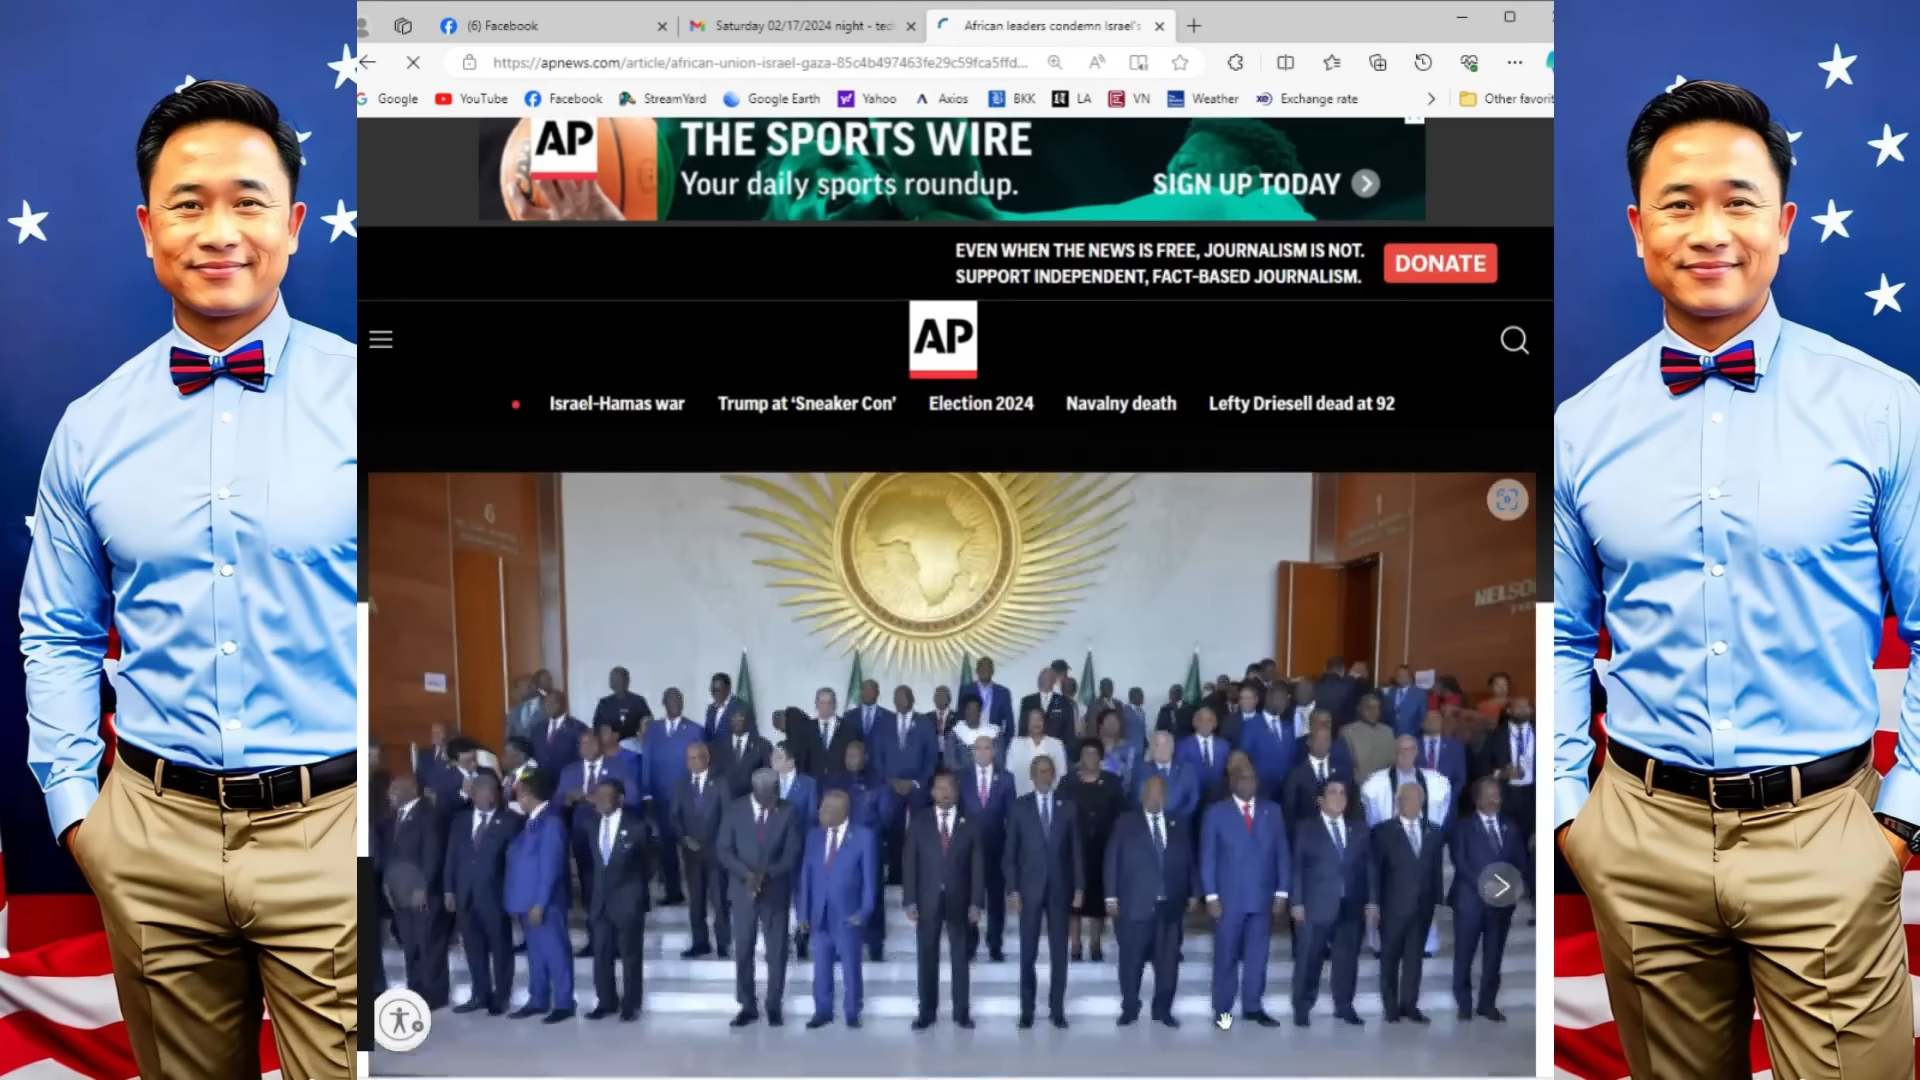 (6) Facebook
Saturday 02/17/2024 night - ted
African leaders condemn Israel's
https://apnews.com/article/african-union-israel-gaza-85c4b497463fe29c59fca5ffd...
Google
YouTube
Facebook
StreamYard
Google Earth
Yahoo
Axios
BKK
LA
VN
Weather
Exchange rate
Other favorit
AP
THE SPORTS WIRE
Your daily sports roundup.
SIGN UP TODAY
EVEN WHEN THE NEWS IS FREE, JOURNALISM IS NOT.
SUPPORT INDEPENDENT, FACT-BASED JOURNALISM.
DONATE
AP
Israel-Hamas war
Trump at ‘Sneaker Con’
Election 2024
Navalny death
Lefty Driesell dead at 92
6
1
NELSO